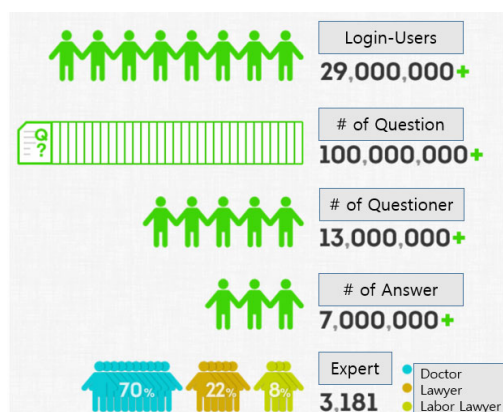 Login-Users
29,000,000+
Q
?
# of Question
100,000,000+
# of Questioner
13,000,000+
# of Answer
7,000,000+
Expert
3,181
70%
22%
8%
Doctor
Lawyer
Labor Lawyer